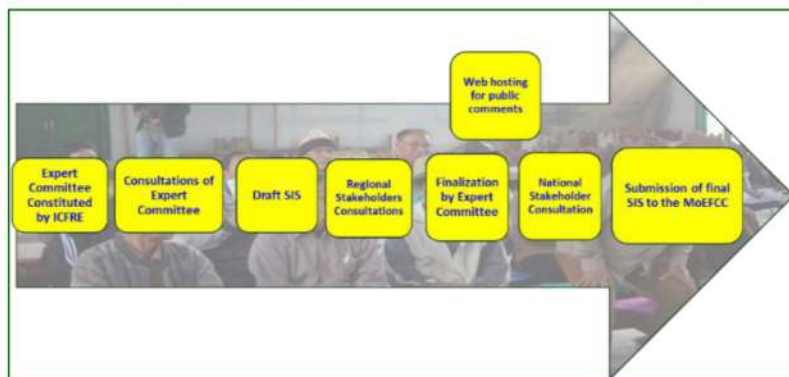 Web hosting
for public
comments
Expert
Committee
Constituted
by ICFRE
Consultations of
Expert
Committee
Draft SIS
Regional
Stakeholders
Consultations
Finalization
by Expert
Committee
National
Stakeholder
Consultation
Submission of final
SIS to the MoEFCC